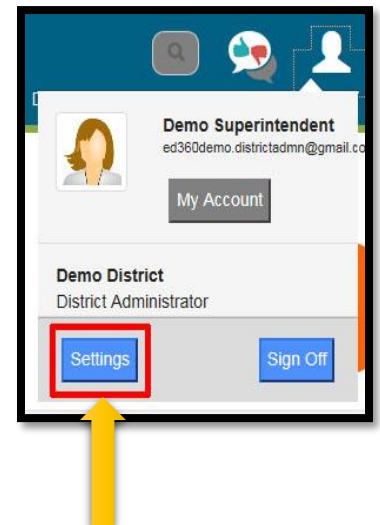 Demo Superintendent
ed360demo.districtadmn@gmail.co
My Account
Demo District
District Administrator
Settings
Sign Off